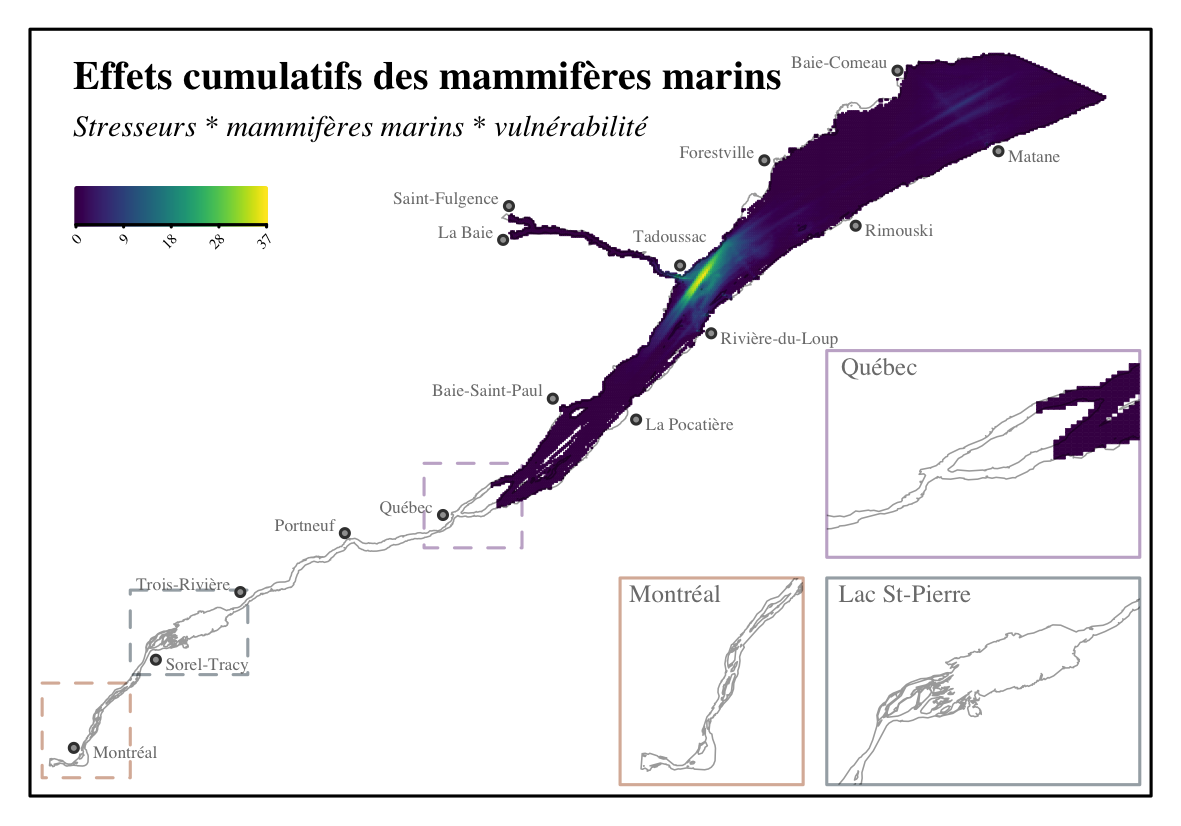 Effets cumulatifs des mammifères marins
Stresseurs * mammifères marins * vulnérabilité
0 9 18 28 37
Baie-Comeau
Forestville
Matane
Saint-Fulgence
La Baie
Tadoussac
Rimouski
Rivière-du-Loup
Baie-Saint-Paul
La Pocatière
Québec
Portneuf
Trois-Rivière
Sorel-Tracy
Montréal
Québec
Montréal
Lac St-Pierre